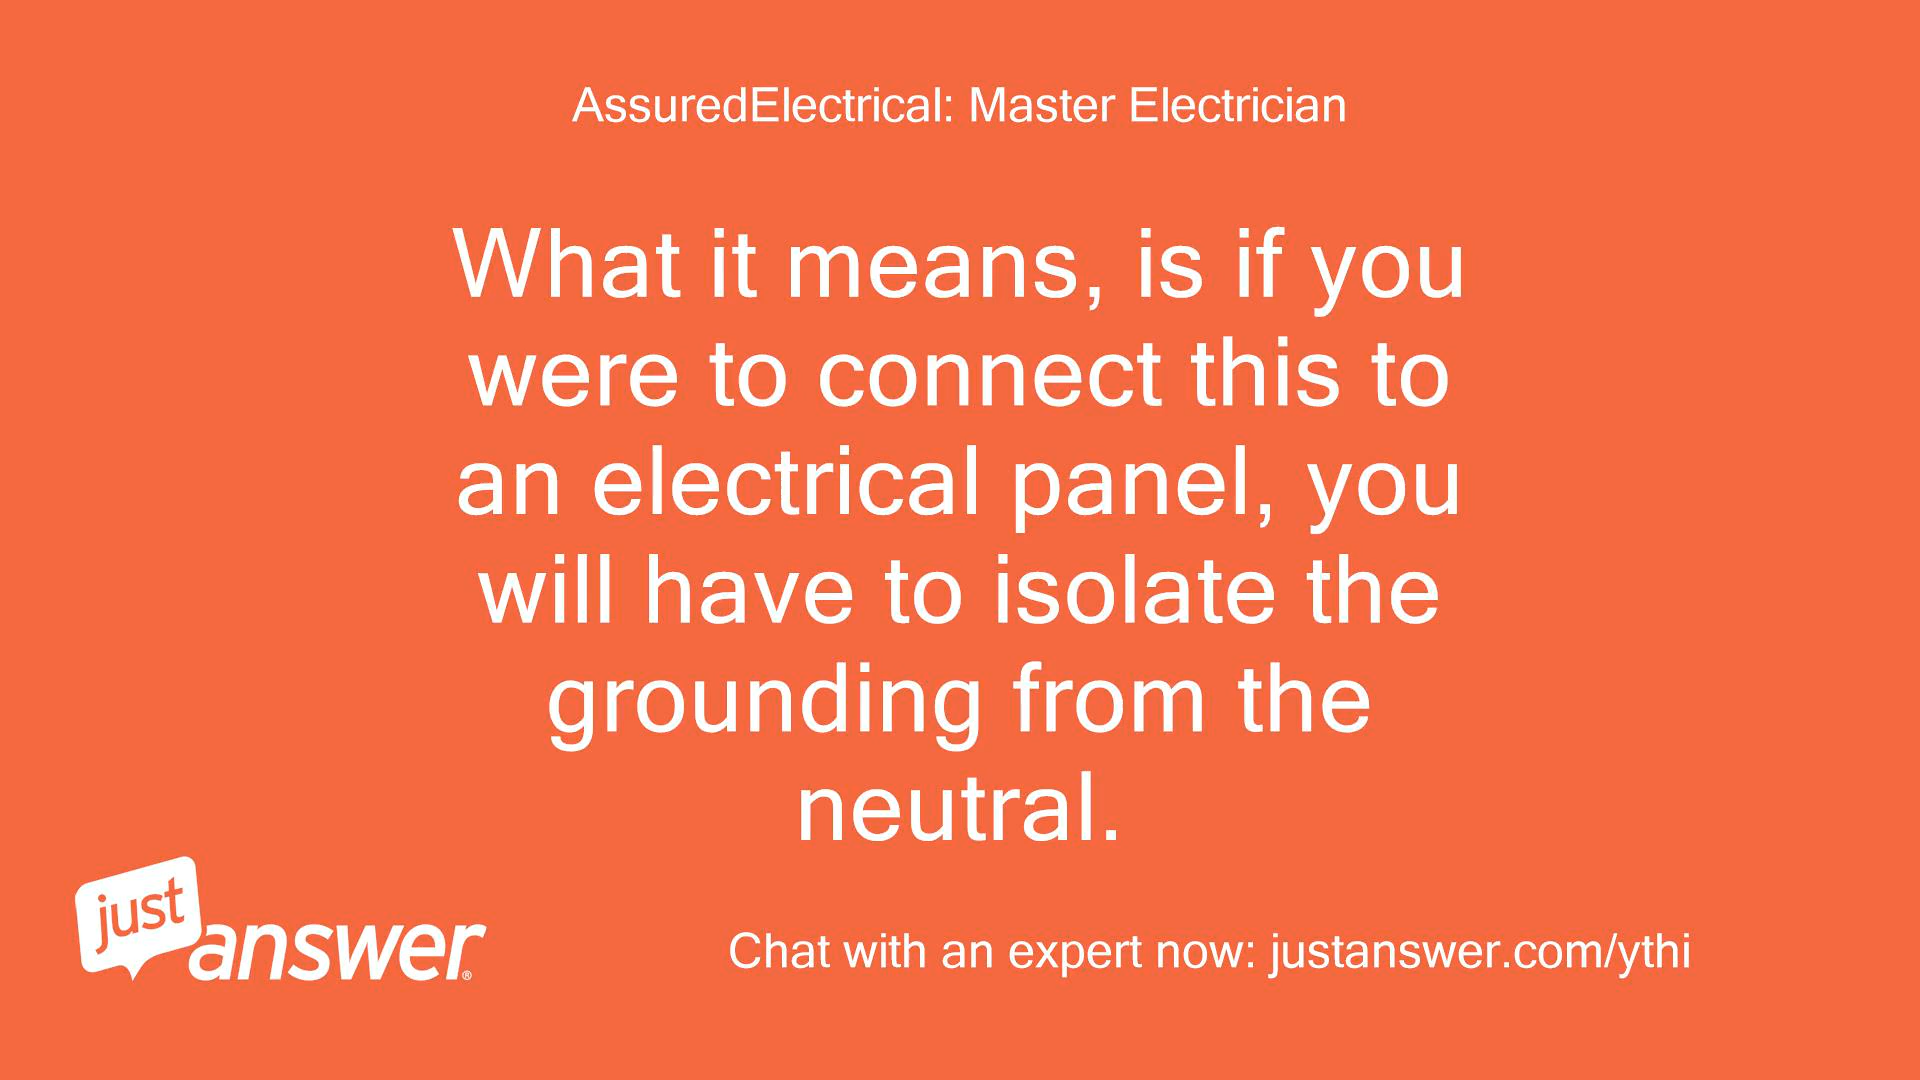 AssuredElectrical: Master Electrician
What it means, is if you
were to connect this to
an electrical panel, you
will have to isolate the
grounding from the
neutral.
just
answer®
Chat with an expert now: justanswer.com/ythi